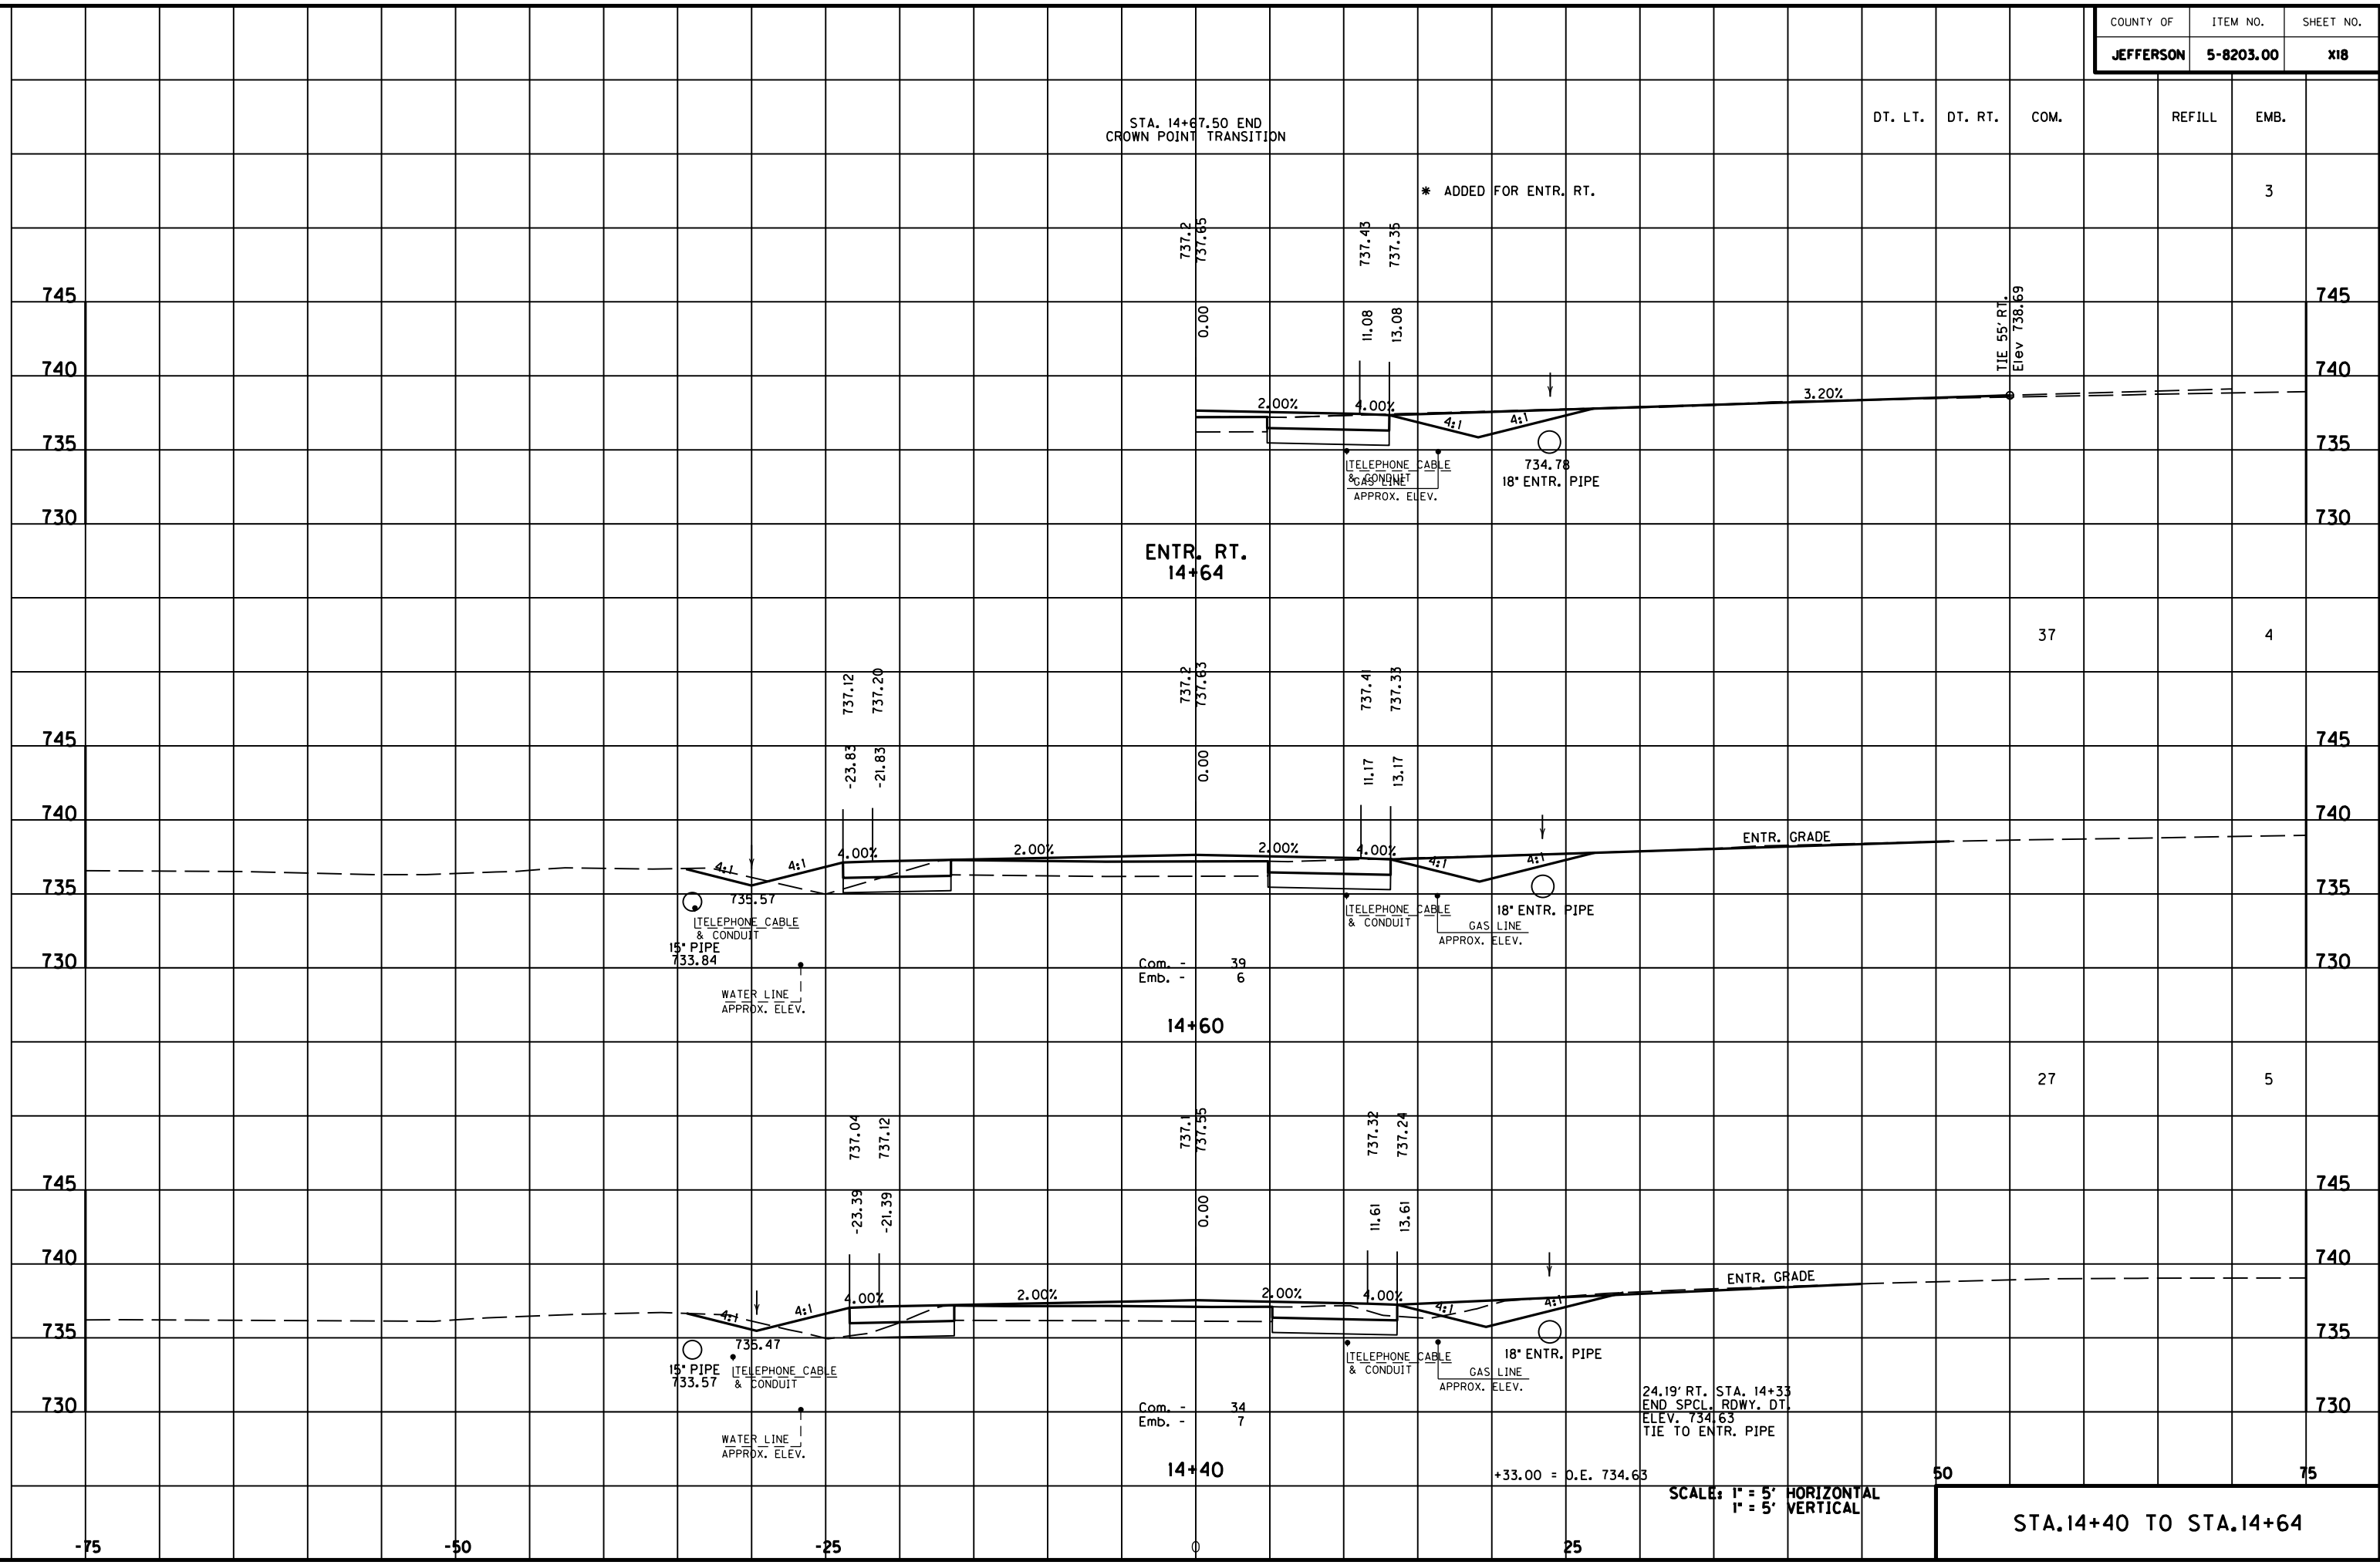 COUNTY OF ITEM NO. SHEET NO.
JEFFERSON 5-8203.00 X18
DT. LT. DT. RT. COM. REFILL EMB.
STA. 14+67.50 END
CROWN POINT TRANSITION
* ADDED FOR ENTR. RT.
3
737.2 737.65 737.43 737.35
0.00 11.08 13.08
TIE 55' RT.
Elev 738.69
745 745
740 740
2.00% 4.00% 4:1 4:1 3.20%
735 735
TELEPHONE CABLE
& CONDUIT
GAS LINE
APPROX. ELEV.
734.78
18" ENTR. PIPE
730 730
ENTR. RT.
14+64
37 4
737.12 737.20 737.2 737.63 737.41 737.33
-23.83 -21.83 0.00 11.17 13.17
745 745
740 740
4:1 4:1 4.00% 2.00% 2.00% 4.00% 4:1 4:1 ENTR. GRADE
735 735
735.57
TELEPHONE CABLE
& CONDUIT
15" PIPE
733.84
TELEPHONE CABLE
& CONDUIT
GAS LINE
APPROX. ELEV.
18" ENTR. PIPE
730 730
WATER LINE
APPROX. ELEV.
Com. - 39
Emb. - 6
14+60
27 5
737.04 737.12 737.1 737.55 737.32 737.24
-23.39 -21.39 0.00 11.61 13.61
745 745
740 740
4:1 4:1 4.00% 2.00% 2.00% 4.00% 4:1 4:1 ENTR. GRADE
735 735
735.47
15" PIPE
733.57
TELEPHONE CABLE
& CONDUIT
TELEPHONE CABLE
& CONDUIT
GAS LINE
APPROX. ELEV.
18" ENTR. PIPE
24.19' RT. STA. 14+33
END SPCL. RDWY. DT.
ELEV. 734.63
TIE TO ENTR. PIPE
730 730
WATER LINE
APPROX. ELEV.
Com. - 34
Emb. - 7
14+40
+33.00 = O.E. 734.63
SCALE: 1" = 5' HORIZONTAL
1" = 5' VERTICAL
50 75
-75 -50 -25 0 25
STA.14+40 TO STA.14+64